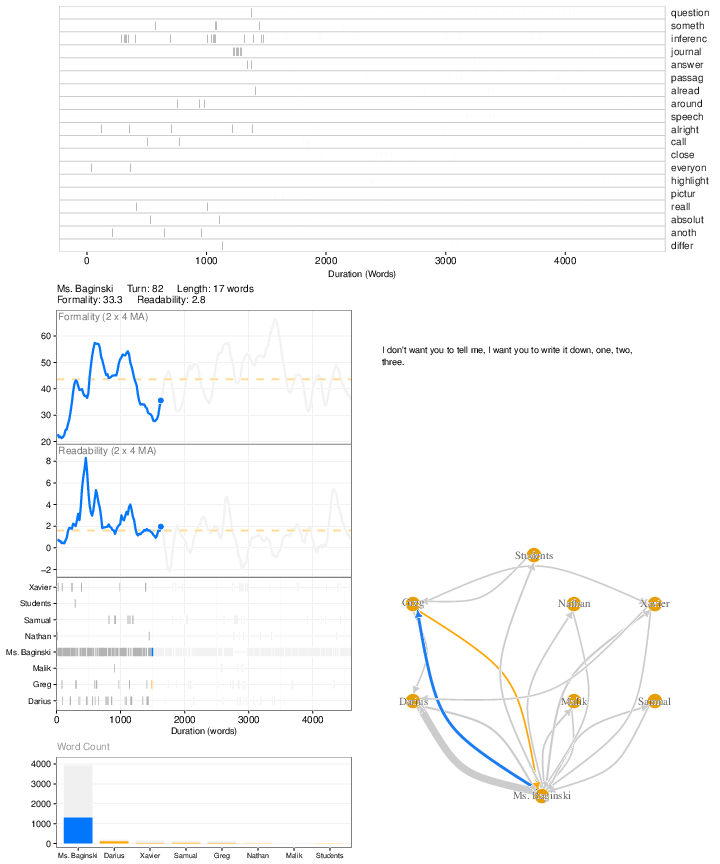 question
someth
inferenc
journal
answer
passag
alread
around
speech
alright
call
close
everyon
highlight
pictur
reall
absolut
anoth
differ
0 1000 2000 3000 4000
Duration (Words)
Ms. Baginski Turn: 82 Length: 17 words
Formality: 33.3 Readability: 2.8
Formality (2 x 4 MA)
60
50
40
30
20
I don't want you to tell me, I want you to write it down, one, two,
three.
Readability (2 x 4 MA)
8
6
4
2
0
−2
Xavier
Students
Samual
Nathan
Ms. Baginski
Malik
Greg
Darius
0 1000 2000 3000 4000
Duration (words)
Students
Greg Nathan Xavier
Darius Malik Samual
Ms. Baginski
Word Count
4000
3000
2000
1000
0
Ms. Baginski Darius Xavier Samual Greg Nathan Malik Students